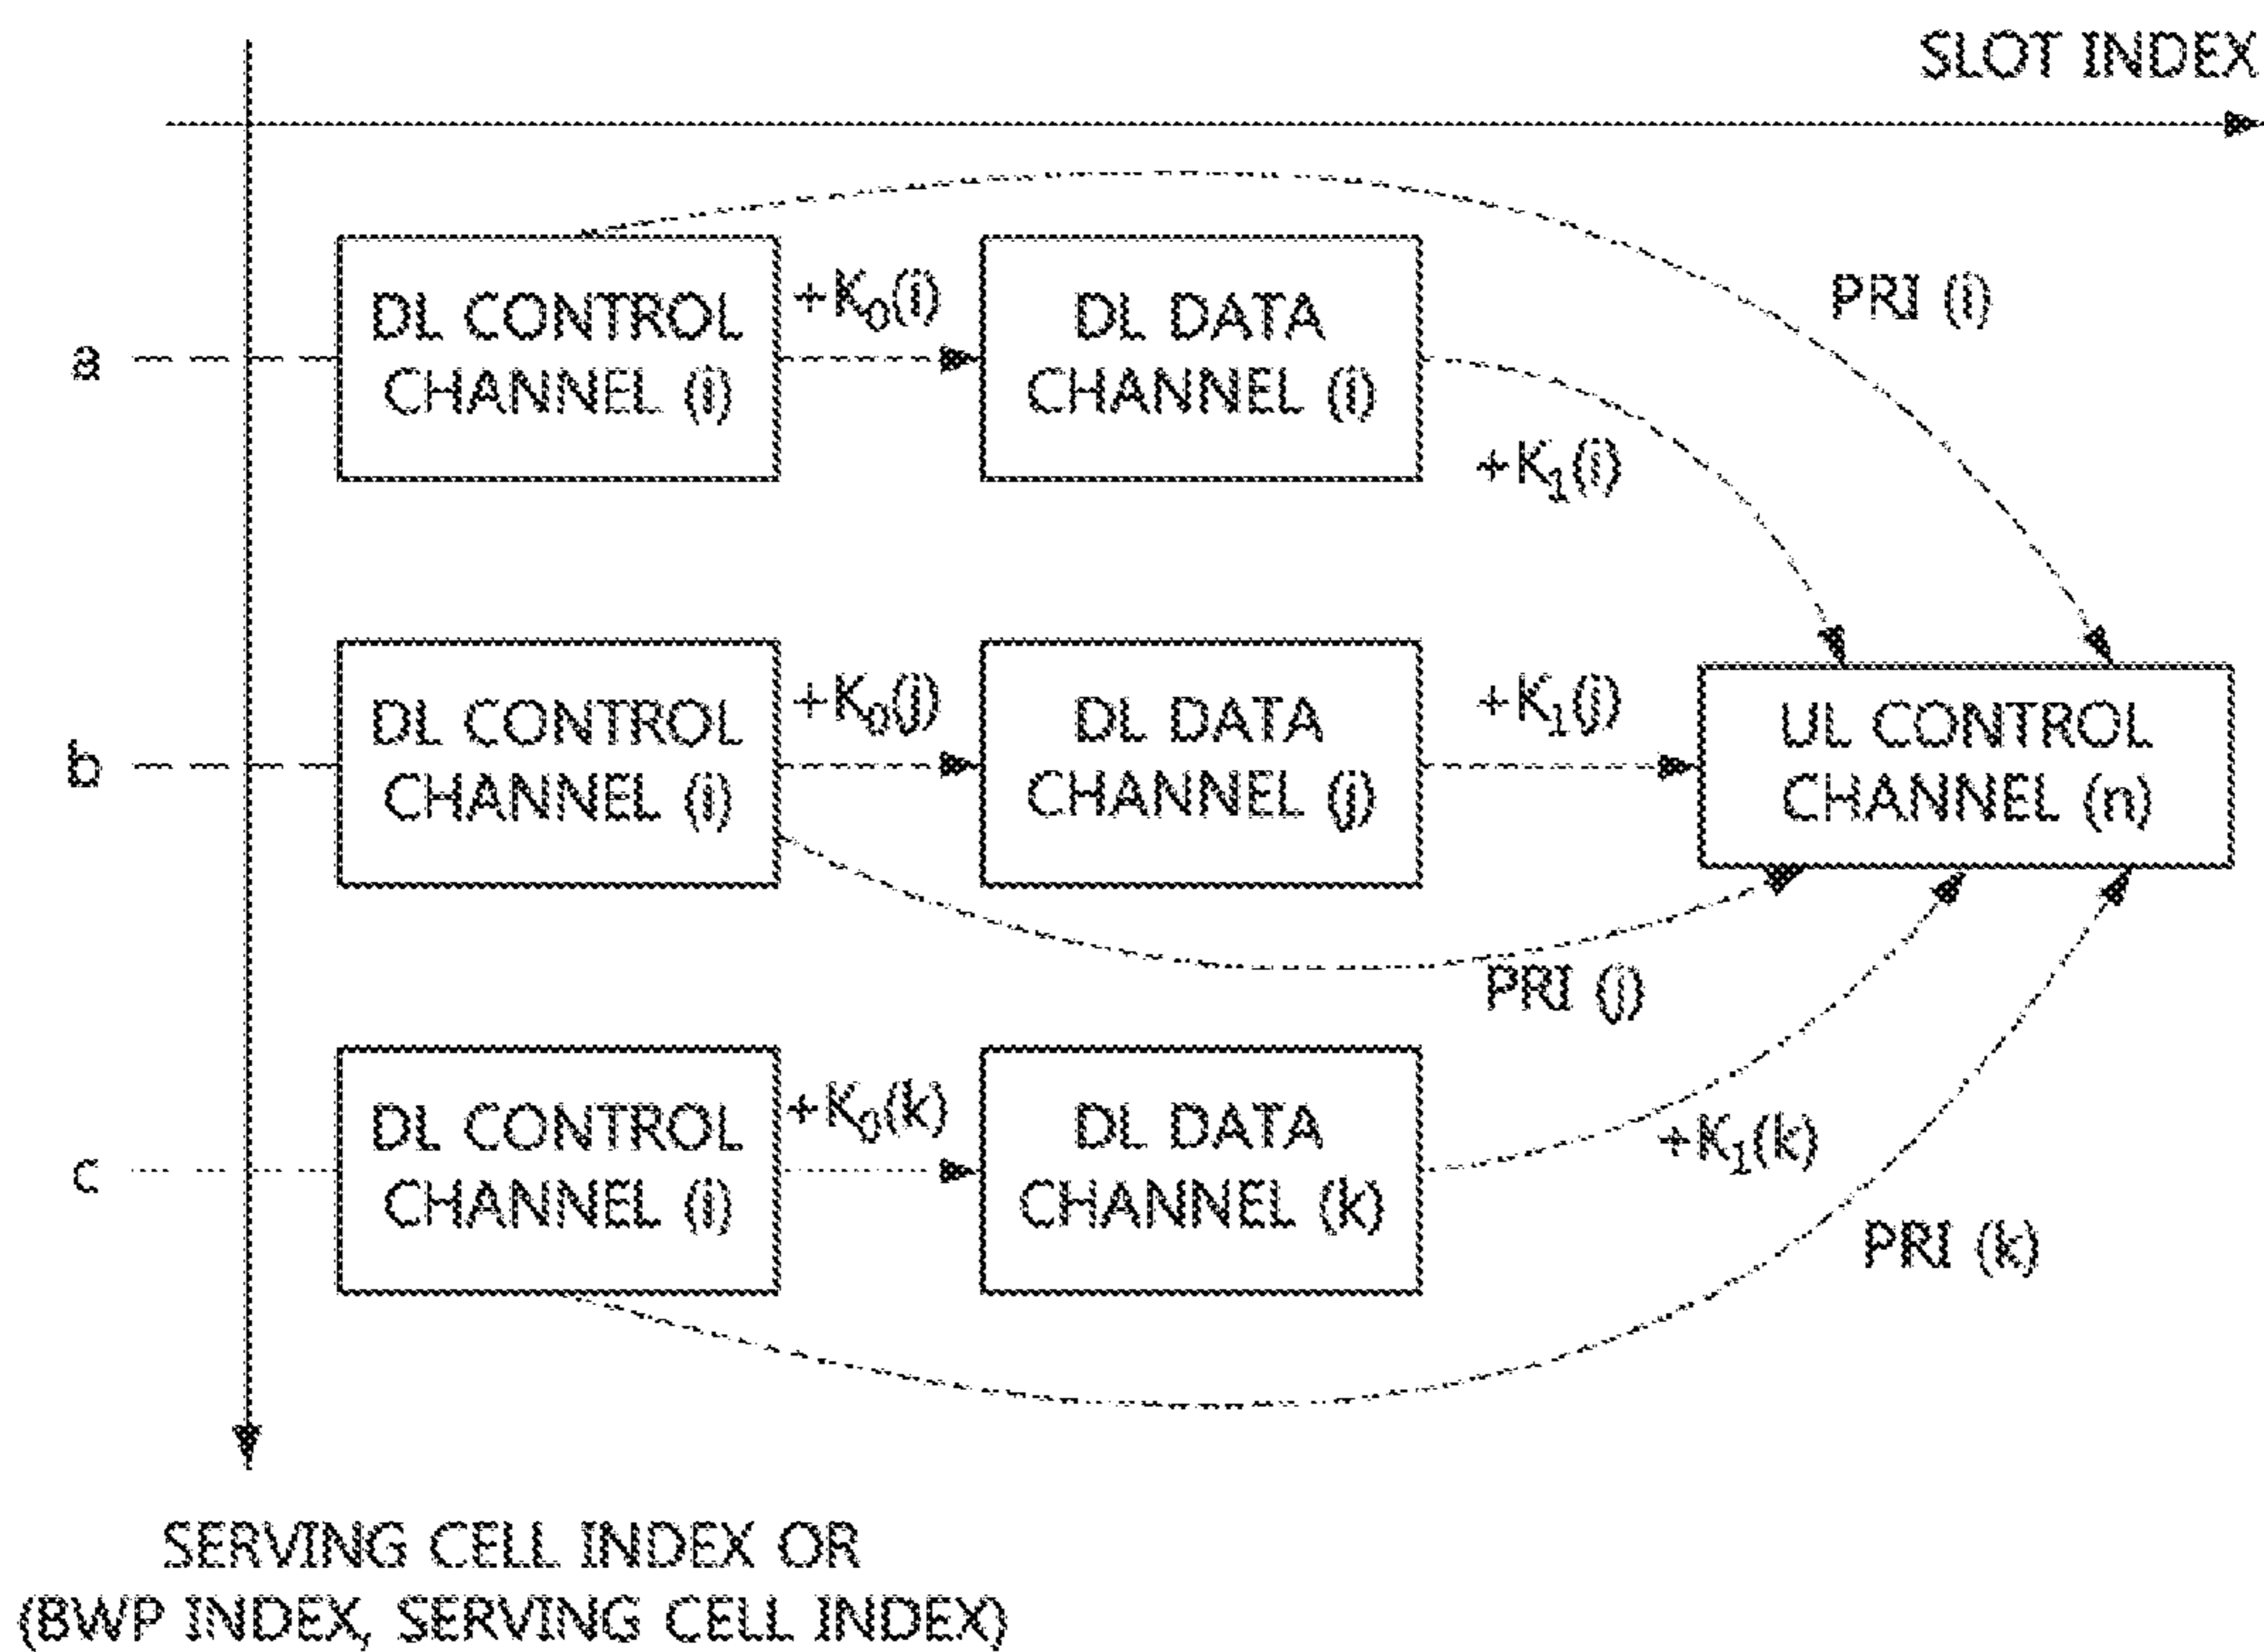 SLOT INDEX
a
DL CONTROL
CHANNEL (i)
+K₀(i)
DL DATA
CHANNEL (i)
+K₁(i)
PRI (i)
b
DL CONTROL
CHANNEL (i)
+K₀(j)
DL DATA
CHANNEL (j)
+K₁(j)
UL CONTROL
CHANNEL (n)
PRI (j)
c
DL CONTROL
CHANNEL (i)
+K₀(k)
DL DATA
CHANNEL (k)
+K₁(k)
PRI (k)
SERVING CELL INDEX OR
(BWP INDEX, SERVING CELL INDEX)